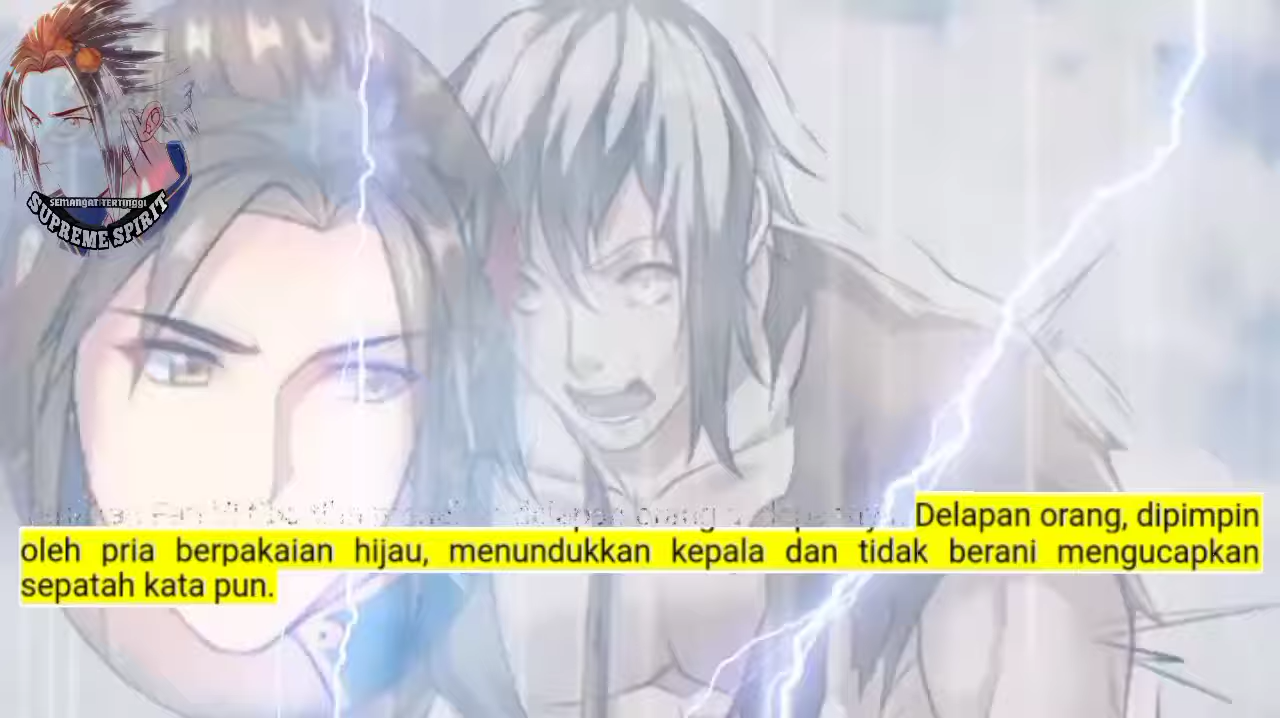 SEMANGAT TERTINGGI
SUPREME SPIRIT
Delapan orang, dipimpin
oleh pria berpakaian hijau, menundukkan kepala dan tidak berani mengucapkan
sepatah kata pun.